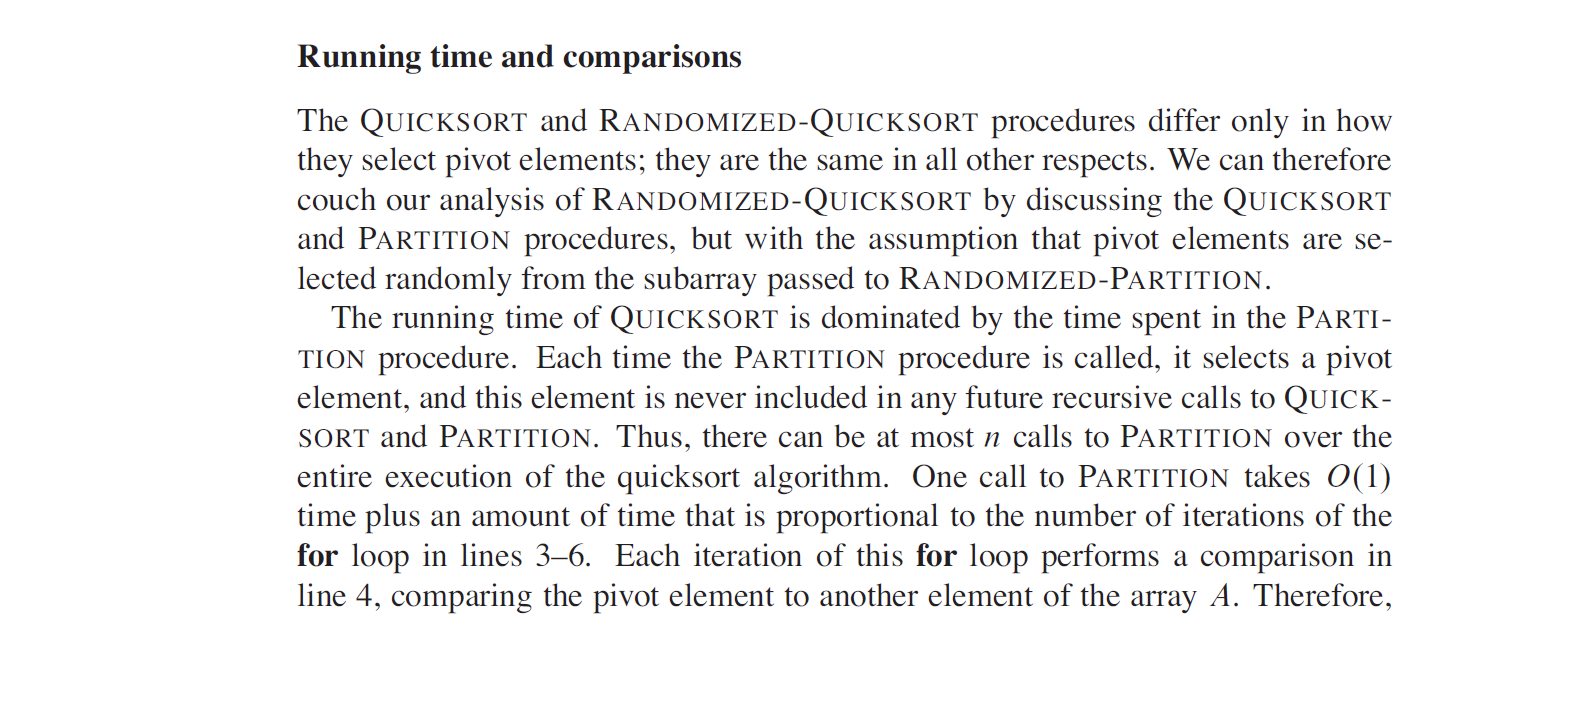 Running time and comparisons
The QUICKSORT and RANDOMIZED-QUICKSORT procedures differ only in how
they select pivot elements; they are the same in all other respects. We can therefore
couch our analysis of RANDOMIZED-QUICKSORT by discussing the QUICKSORT
and PARTITION procedures, but with the assumption that pivot elements are se-
lected randomly from the subarray passed to RANDOMIZED-PARTITION.
The running time of QUICKSORT is dominated by the time spent in the PARTI-
TION procedure. Each time the PARTITION procedure is called, it selects a pivot
element, and this element is never included in any future recursive calls to QUICK-
SORT and PARTITION. Thus, there can be at most n calls to PARTITION over the
entire execution of the quicksort algorithm. One call to PARTITION takes O(1)
time plus an amount of time that is proportional to the number of iterations of the
for loop in lines 3–6. Each iteration of this for loop performs a comparison in
line 4, comparing the pivot element to another element of the array A. Therefore,